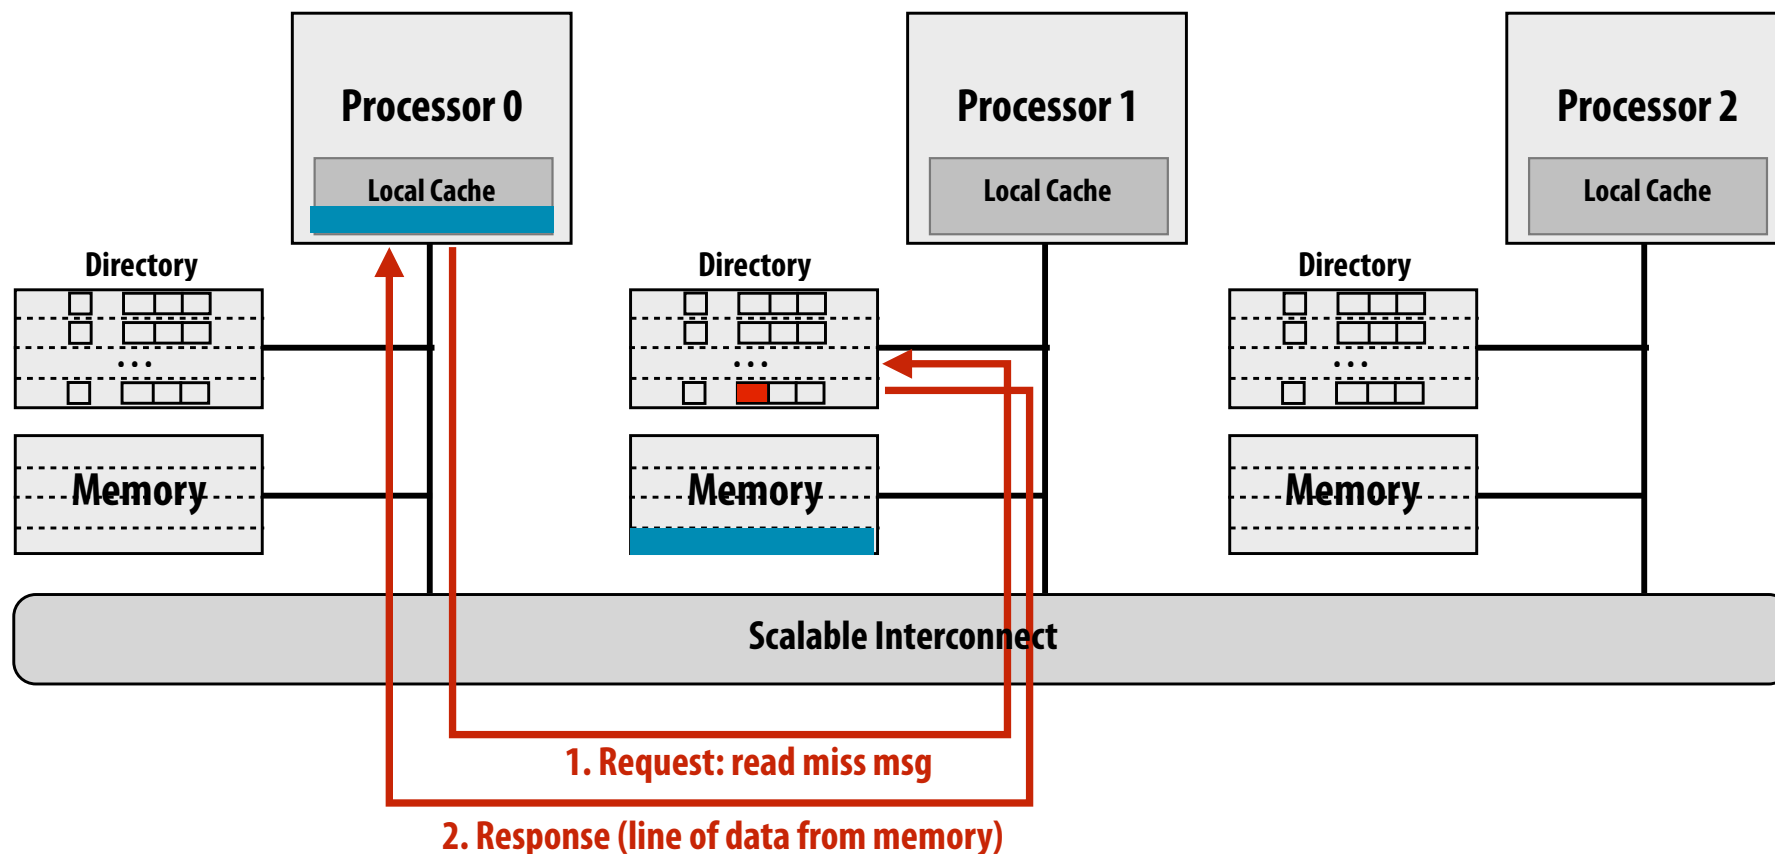 Processor 0
Processor 1
Processor 2
Local Cache
Local Cache
Local Cache
Directory
Directory
Directory
...
...
...
Memory
Memory
Memory
Scalable Interconnect
1. Request: read miss msg
2. Response (line of data from memory)